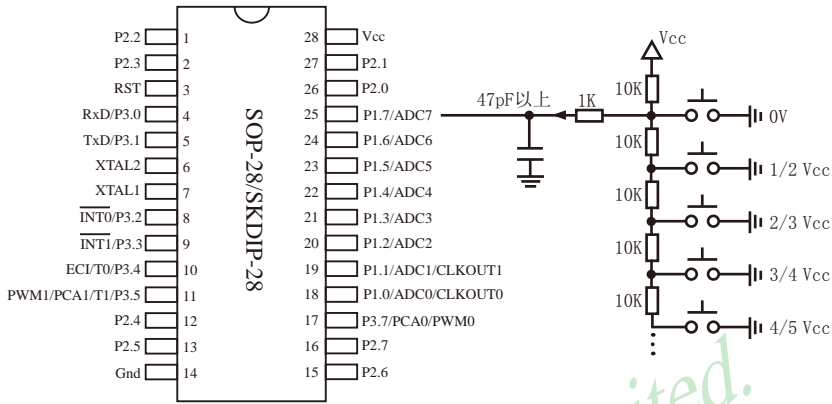 P2.2 1
P2.3 2
RST 3
RxD/P3.0 4
TxD/P3.1 5
XTAL2 6
XTAL1 7
INT0/P3.2 8
INT1/P3.3 9
ECI/T0/P3.4 10
PWM1/PCA1/T1/P3.5 11
P2.4 12
P2.5 13
Gnd 14
SOP-28/SKDIP-28
28 Vcc
27 P2.1
26 P2.0
25 P1.7/ADC7
24 P1.6/ADC6
23 P1.5/ADC5
22 P1.4/ADC4
21 P1.3/ADC3
20 P1.2/ADC2
19 P1.1/ADC1/CLKOUT1
18 P1.0/ADC0/CLKOUT0
17 P3.7/PCA0/PWM0
16 P2.7
15 P2.6
47pF以上
1K
Vcc
10K
0V
10K
1/2 Vcc
10K
2/3 Vcc
10K
3/4 Vcc
10K
4/5 Vcc